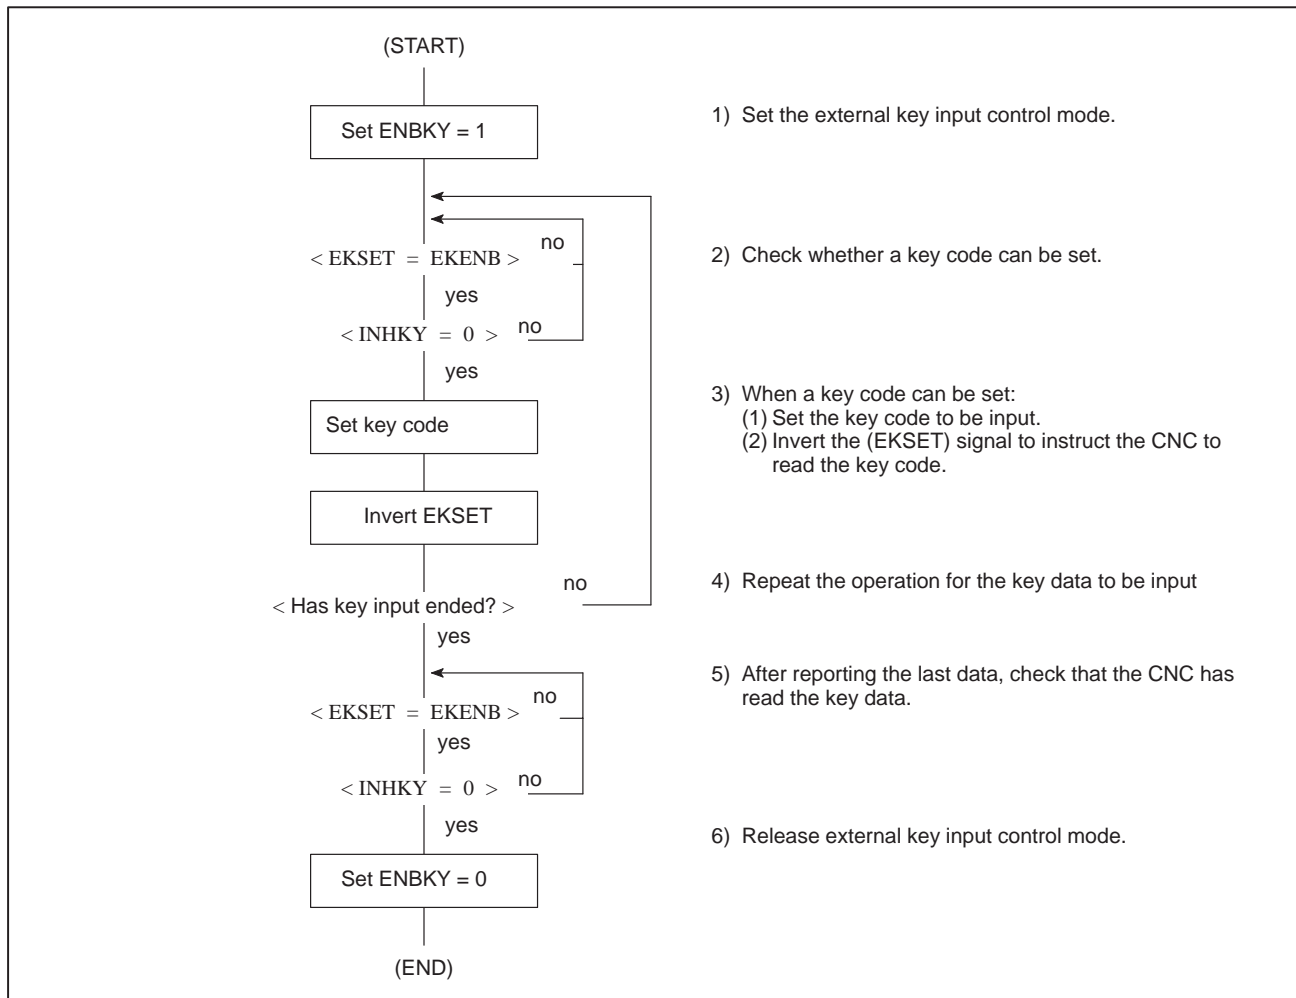 (START)
Set ENBKY = 1
1) Set the external key input control mode.
< EKSET = EKENB >
no
2) Check whether a key code can be set.
yes
< INHKY = 0 >
no
yes
3) When a key code can be set:
(1) Set the key code to be input.
(2) Invert the (EKSET) signal to instruct the CNC to
read the key code.
Set key code
Invert EKSET
< Has key input ended? >
no
4) Repeat the operation for the key data to be input
yes
5) After reporting the last data, check that the CNC has
read the key data.
< EKSET = EKENB >
no
yes
< INHKY = 0 >
no
yes
6) Release external key input control mode.
Set ENBKY = 0
(END)